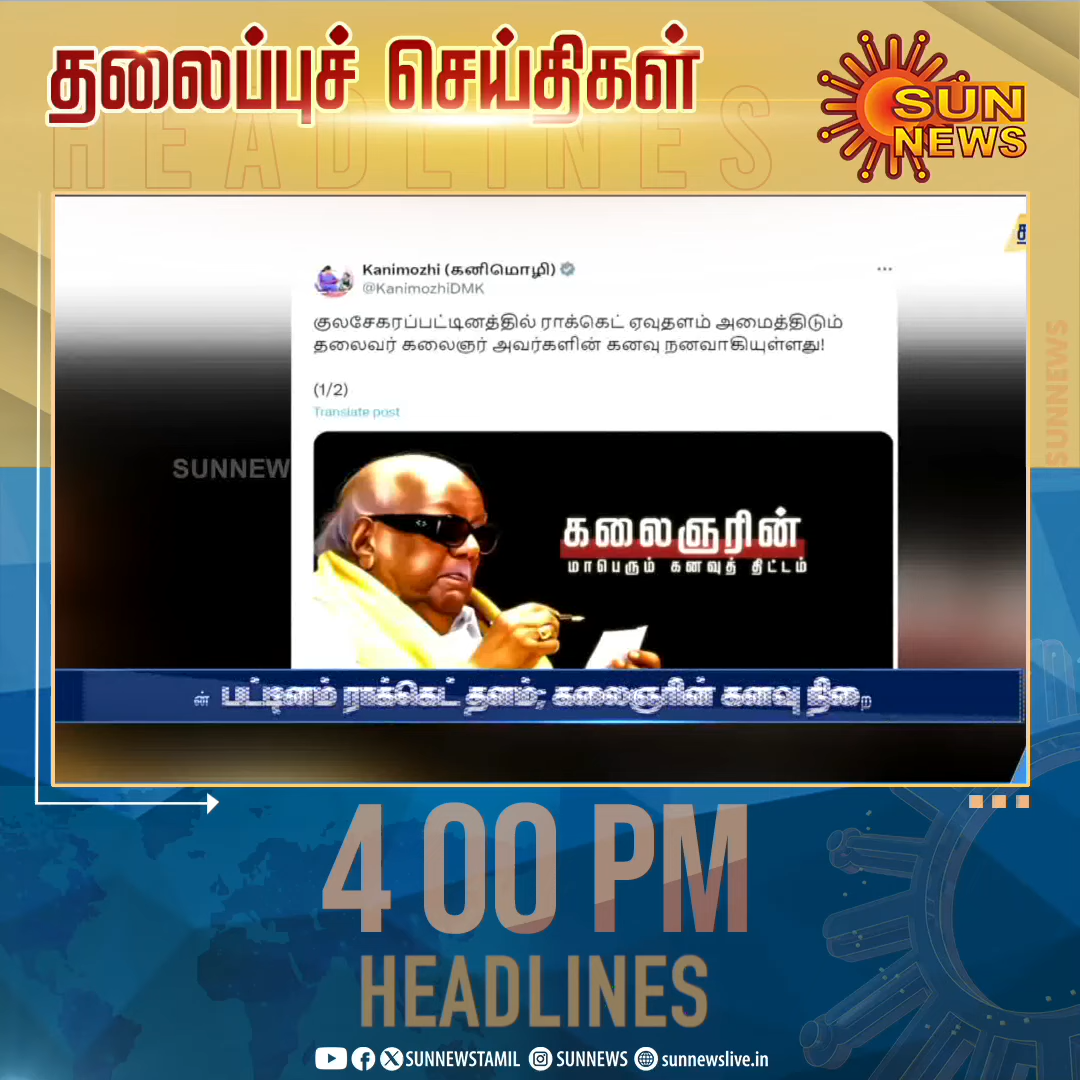 தலைப்புச் செய்திகள்
HEADLINES
SUN
NEWS
SUNNEWS
Kanimozhi (கனிமொழி)
@KanimozhiDMK
குலசேகரப்பட்டினத்தில் ராக்கெட் ஏவுதளம் அமைத்திடும்
தலைவர் கலைஞர் அவர்களின் கனவு நனவாகியுள்ளது!
(1/2)
Translate post
SUNNEW
கலைஞரின்
மாபெரும் கனவுத் திட்டம்
ன் பட்டினம் ராக்கெட் தளம்; கலைஞரின் கனவு நிற
4 00 PM
HEADLINES
SUNNEWSTAMIL SUNNEWS sunnewslive.in